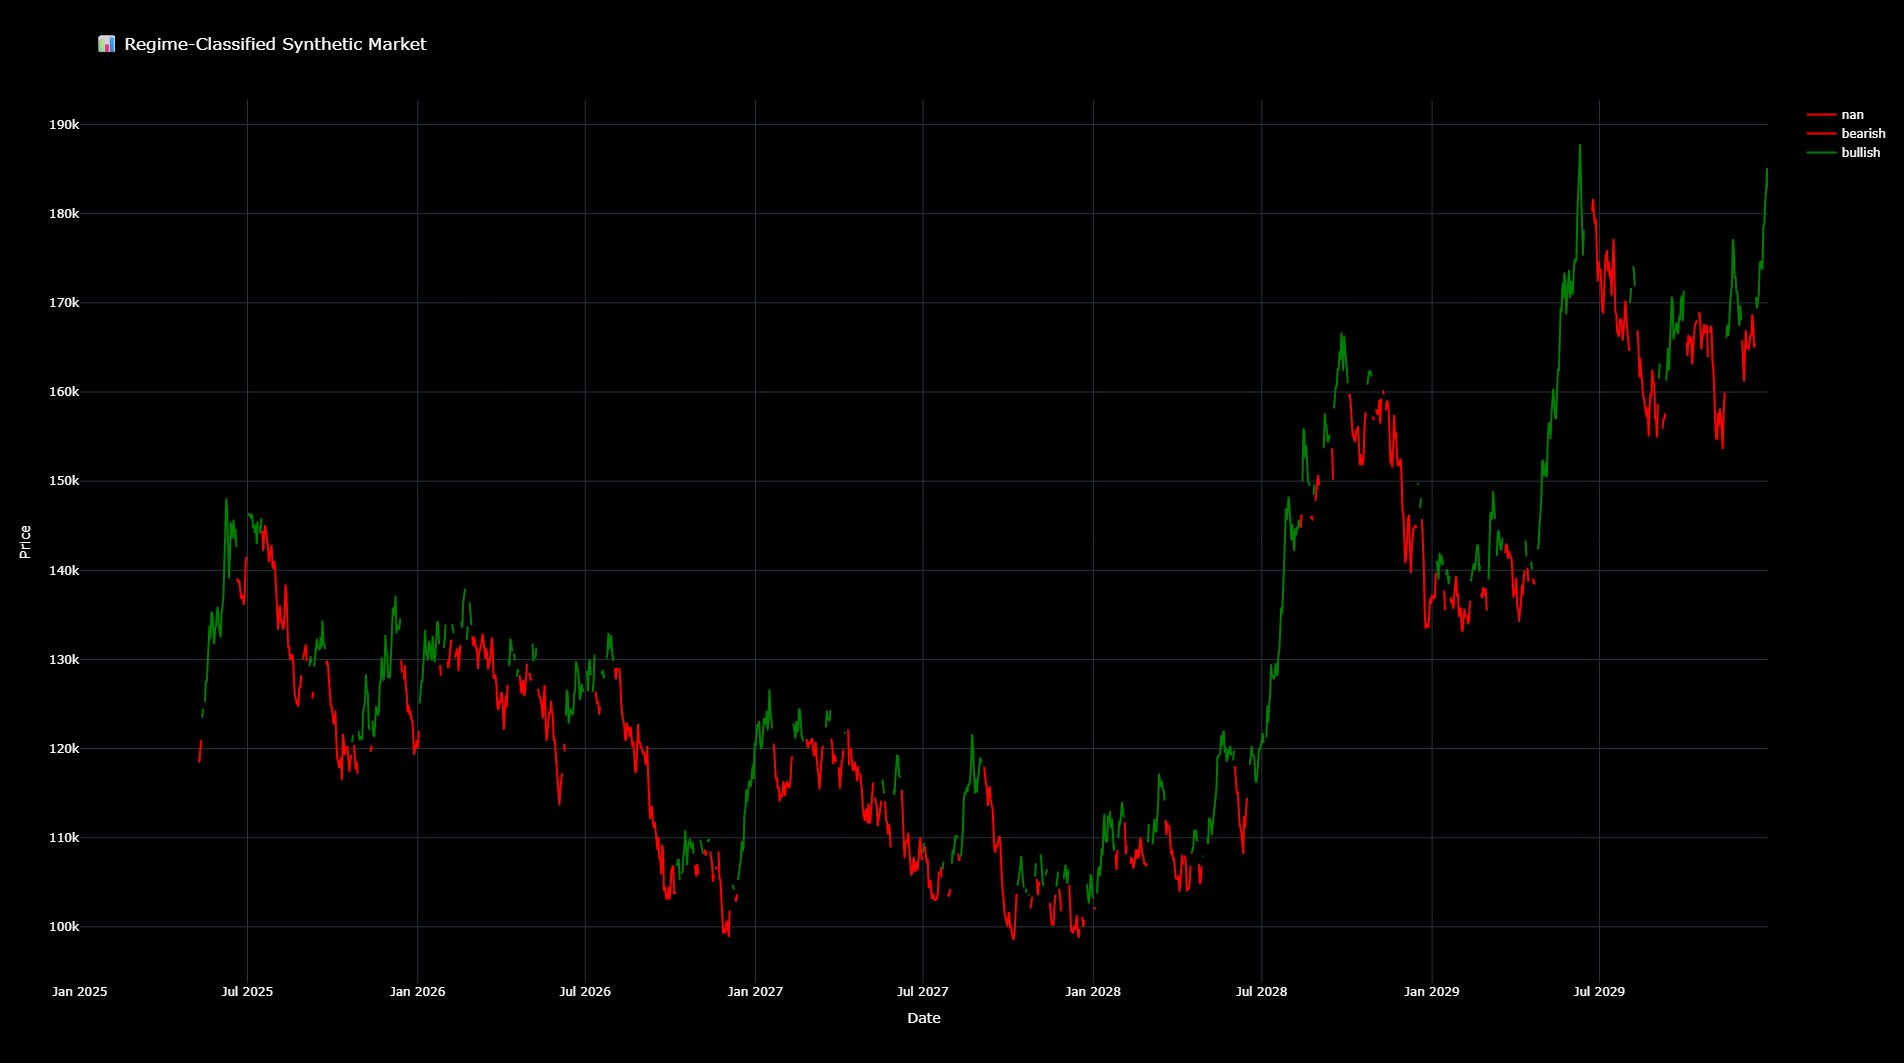 📊 Regime-Classified Synthetic Market
nan
bearish
bullish
190k
180k
170k
160k
150k
140k
130k
120k
110k
100k
Price
Jan 2025
Jul 2025
Jan 2026
Jul 2026
Jan 2027
Jul 2027
Jan 2028
Jul 2028
Jan 2029
Jul 2029
Date